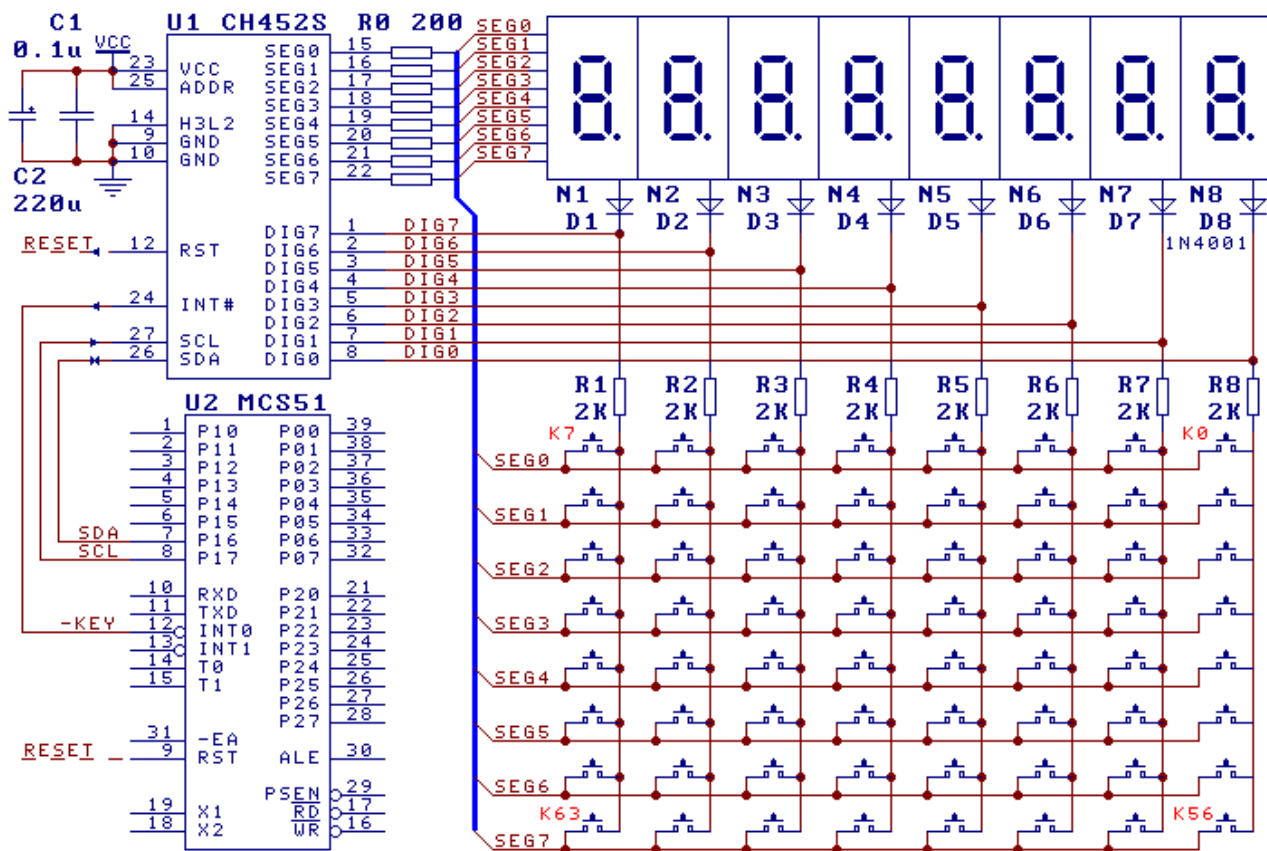 C1
0.1u
VCC
U1 CH452S
R0 200
23 VCC
25 ADDR
14 H3L2
9 GND
10 GND
C2
220u
RESET 12 RST
24 INT#
27 SCL
26 SDA
SEG0 15
SEG1 16
SEG2 17
SEG3 18
SEG4 19
SEG5 20
SEG6 21
SEG7 22
DIG7 1 DIG7
DIG6 2 DIG6
DIG5 3 DIG5
DIG4 4 DIG4
DIG3 5 DIG3
DIG2 6 DIG2
DIG1 7 DIG1
DIG0 8 DIG0
SEG0
SEG1
SEG2
SEG3
SEG4
SEG5
SEG6
SEG7
N1 N2 N3 N4 N5 N6 N7 N8
D1 D2 D3 D4 D5 D6 D7 D8
1N4001
R1 R2 R3 R4 R5 R6 R7 R8
2K 2K 2K 2K 2K 2K 2K 2K
K7 K0
SEG0
SEG1
SEG2
SEG3
SEG4
SEG5
SEG6
K63 K56
SEG7
U2 MCS51
1 P10 P00 39
2 P11 P01 38
3 P12 P02 37
4 P13 P03 36
5 P14 P04 35
6 P15 P05 34
SDA 7 P16 P06 33
SCL 8 P17 P07 32
10 RXD P20 21
11 TXD P21 22
-KEY 12 INT0 P22 23
13 INT1 P23 24
14 T0 P24 25
15 T1 P25 26
P26 27
P27 28
31 -EA
RESET 9 RST ALE 30
PSEN 29
19 X1 RD 17
18 X2 WR 16